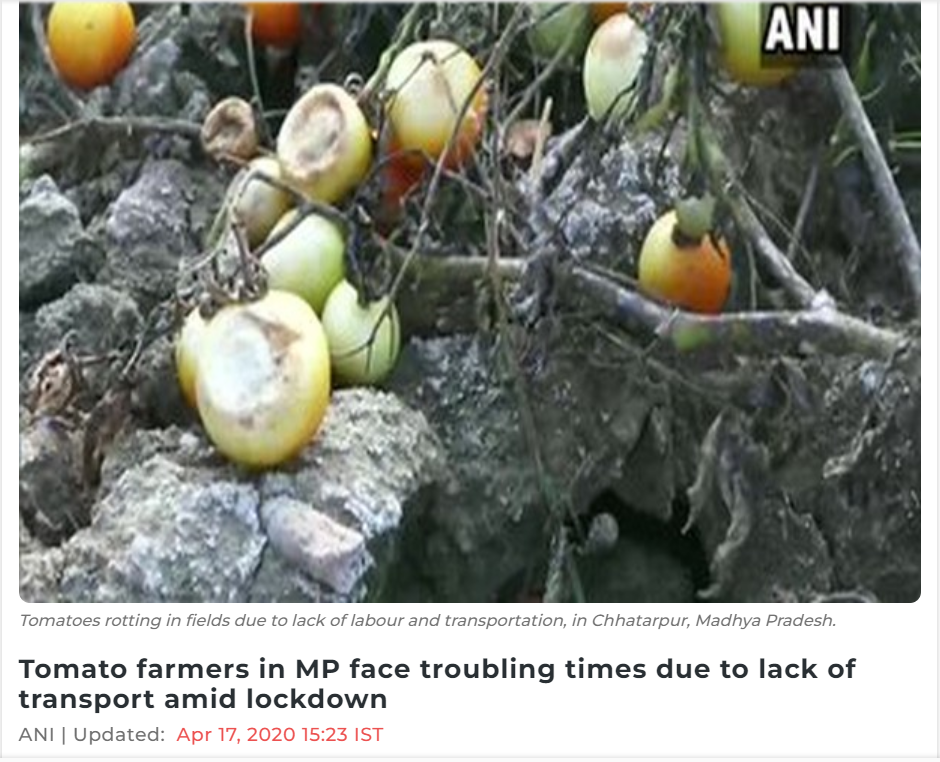 ANI
Tomatoes rotting in fields due to lack of labour and transportation, in Chhatarpur, Madhya Pradesh.
Tomato farmers in MP face troubling times due to lack of
transport amid lockdown
ANI | Updated: Apr 17, 2020 15:23 IST